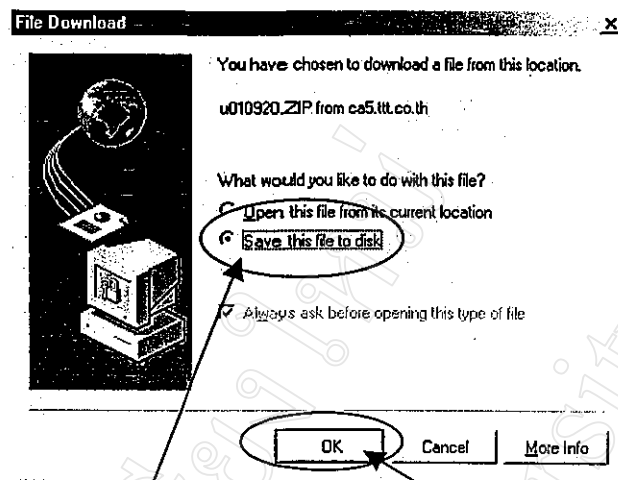 File Download
You have chosen to download a file from this location.
u010920.ZIP from ca5.ttt.co.th
What would you like to do with this file?
Open this file from its current location
Save this file to disk
Always ask before opening this type of file
OK
Cancel
More Info